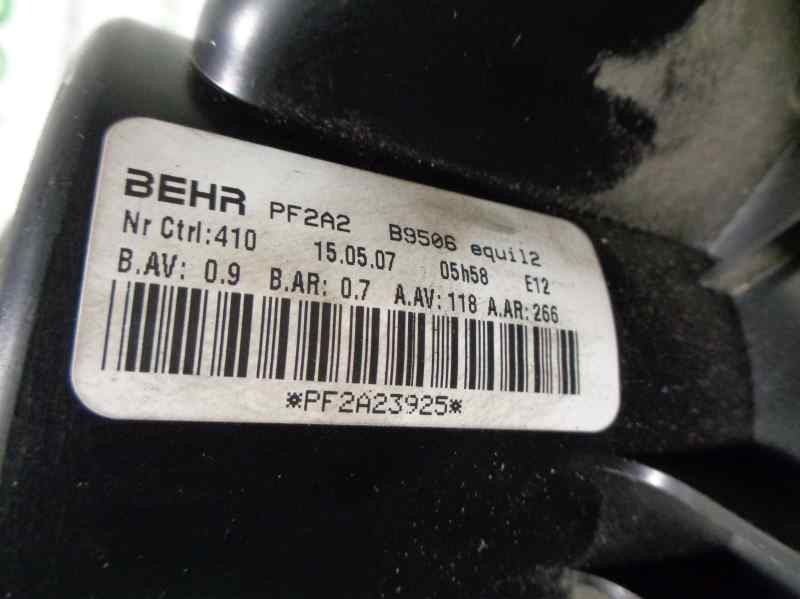 BEHR PF2A2 B9506 equil2
Nr Ctrl:410 15.05.07 05h58 E12
B.AV: 0.9 B.AR: 0.7 A.AV:118 A.AR:266
*PF2A23925*